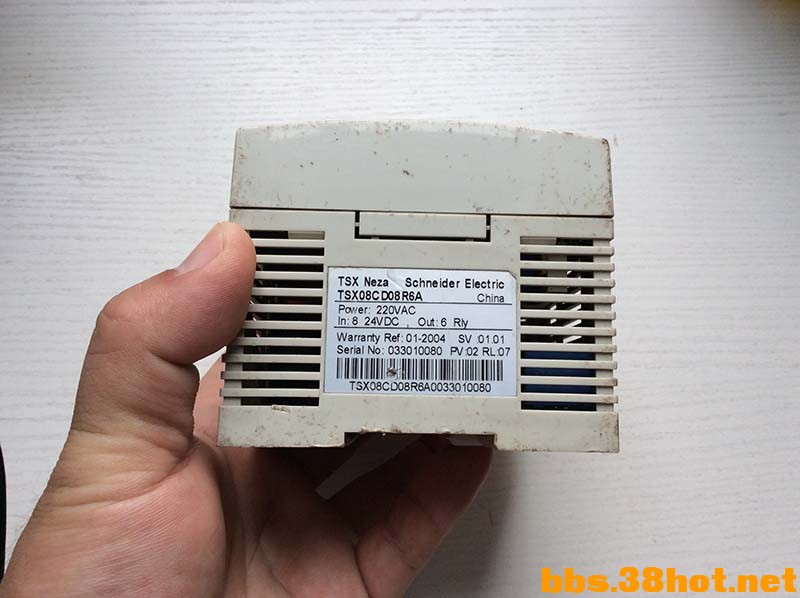 TSX Neza Schneider Electric
TSX08CD08R6A China
Power: 220VAC
In: 8 24VDC , Out: 6 Rly
Warranty Ref: 01-2004 SV :01.01
Serial No: 033010080 PV:02 RL:07
TSX08CD08R6A0033010080
bbs.38hot.net